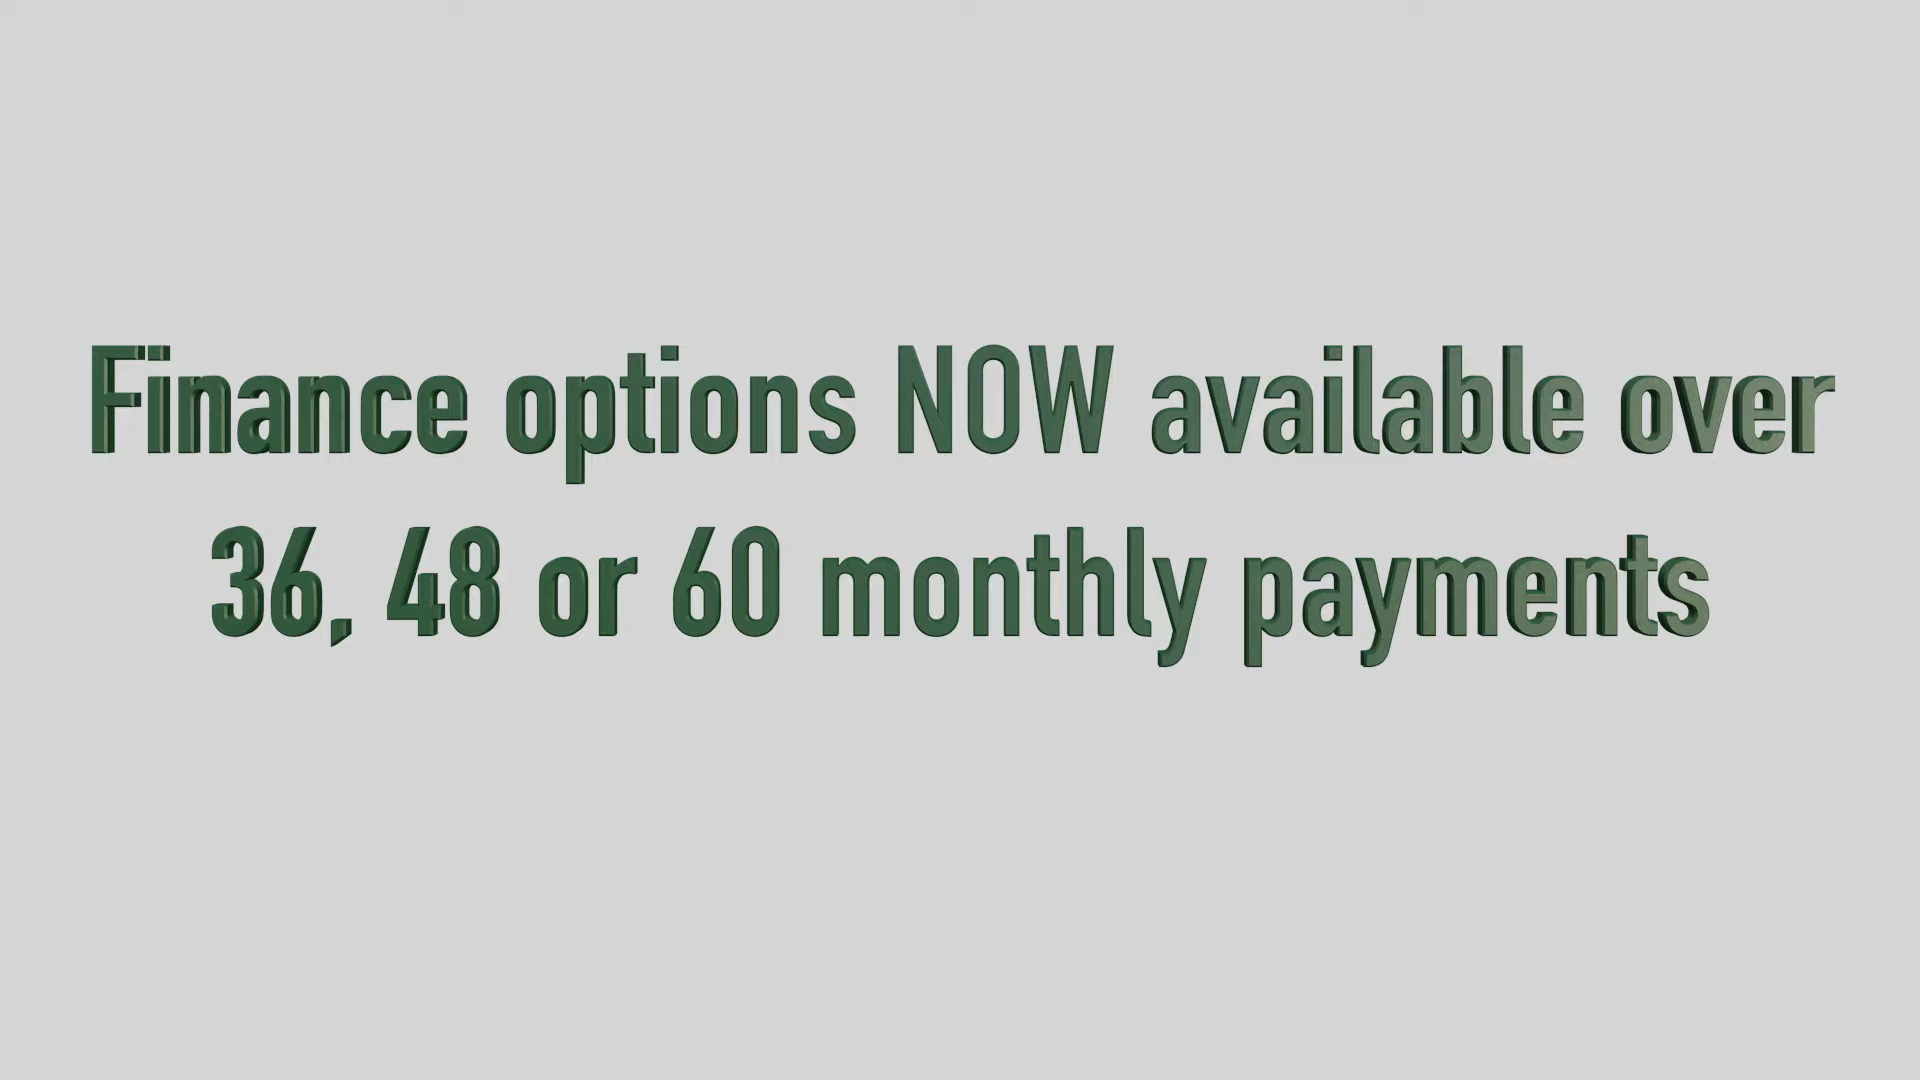 Finance options NOW available over
36, 48 or 60 monthly payments